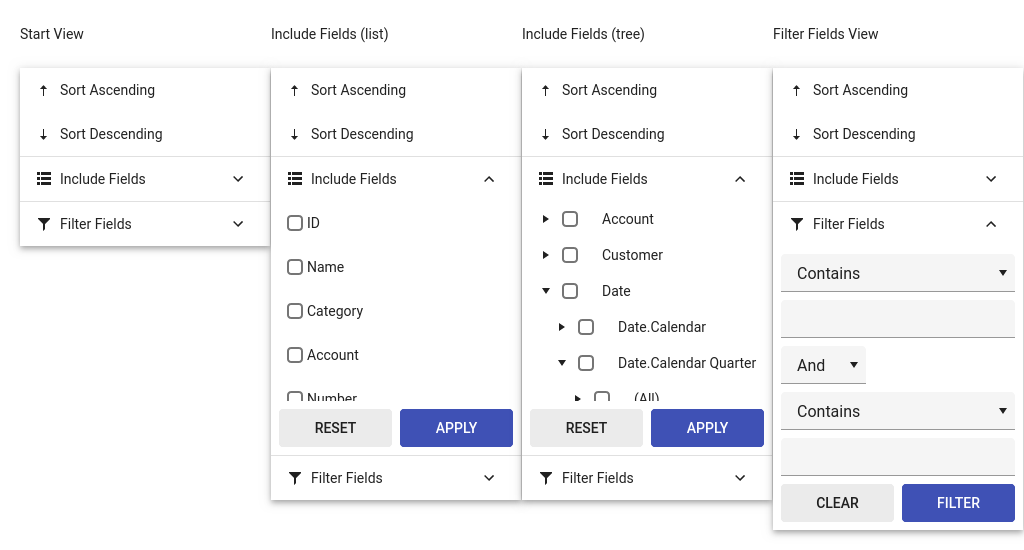 Start View
Sort Ascending
Sort Descending
Include Fields
Filter Fields
Include Fields (list)
Sort Ascending
Sort Descending
Include Fields
ID
Name
Category
Account
Number
RESET
APPLY
Filter Fields
Include Fields (tree)
Sort Ascending
Sort Descending
Include Fields
Account
Customer
Date
Date.Calendar
Date.Calendar Quarter
(All)
RESET
APPLY
Filter Fields
Filter Fields View
Sort Ascending
Sort Descending
Include Fields
Filter Fields
Contains
And
Contains
CLEAR
FILTER